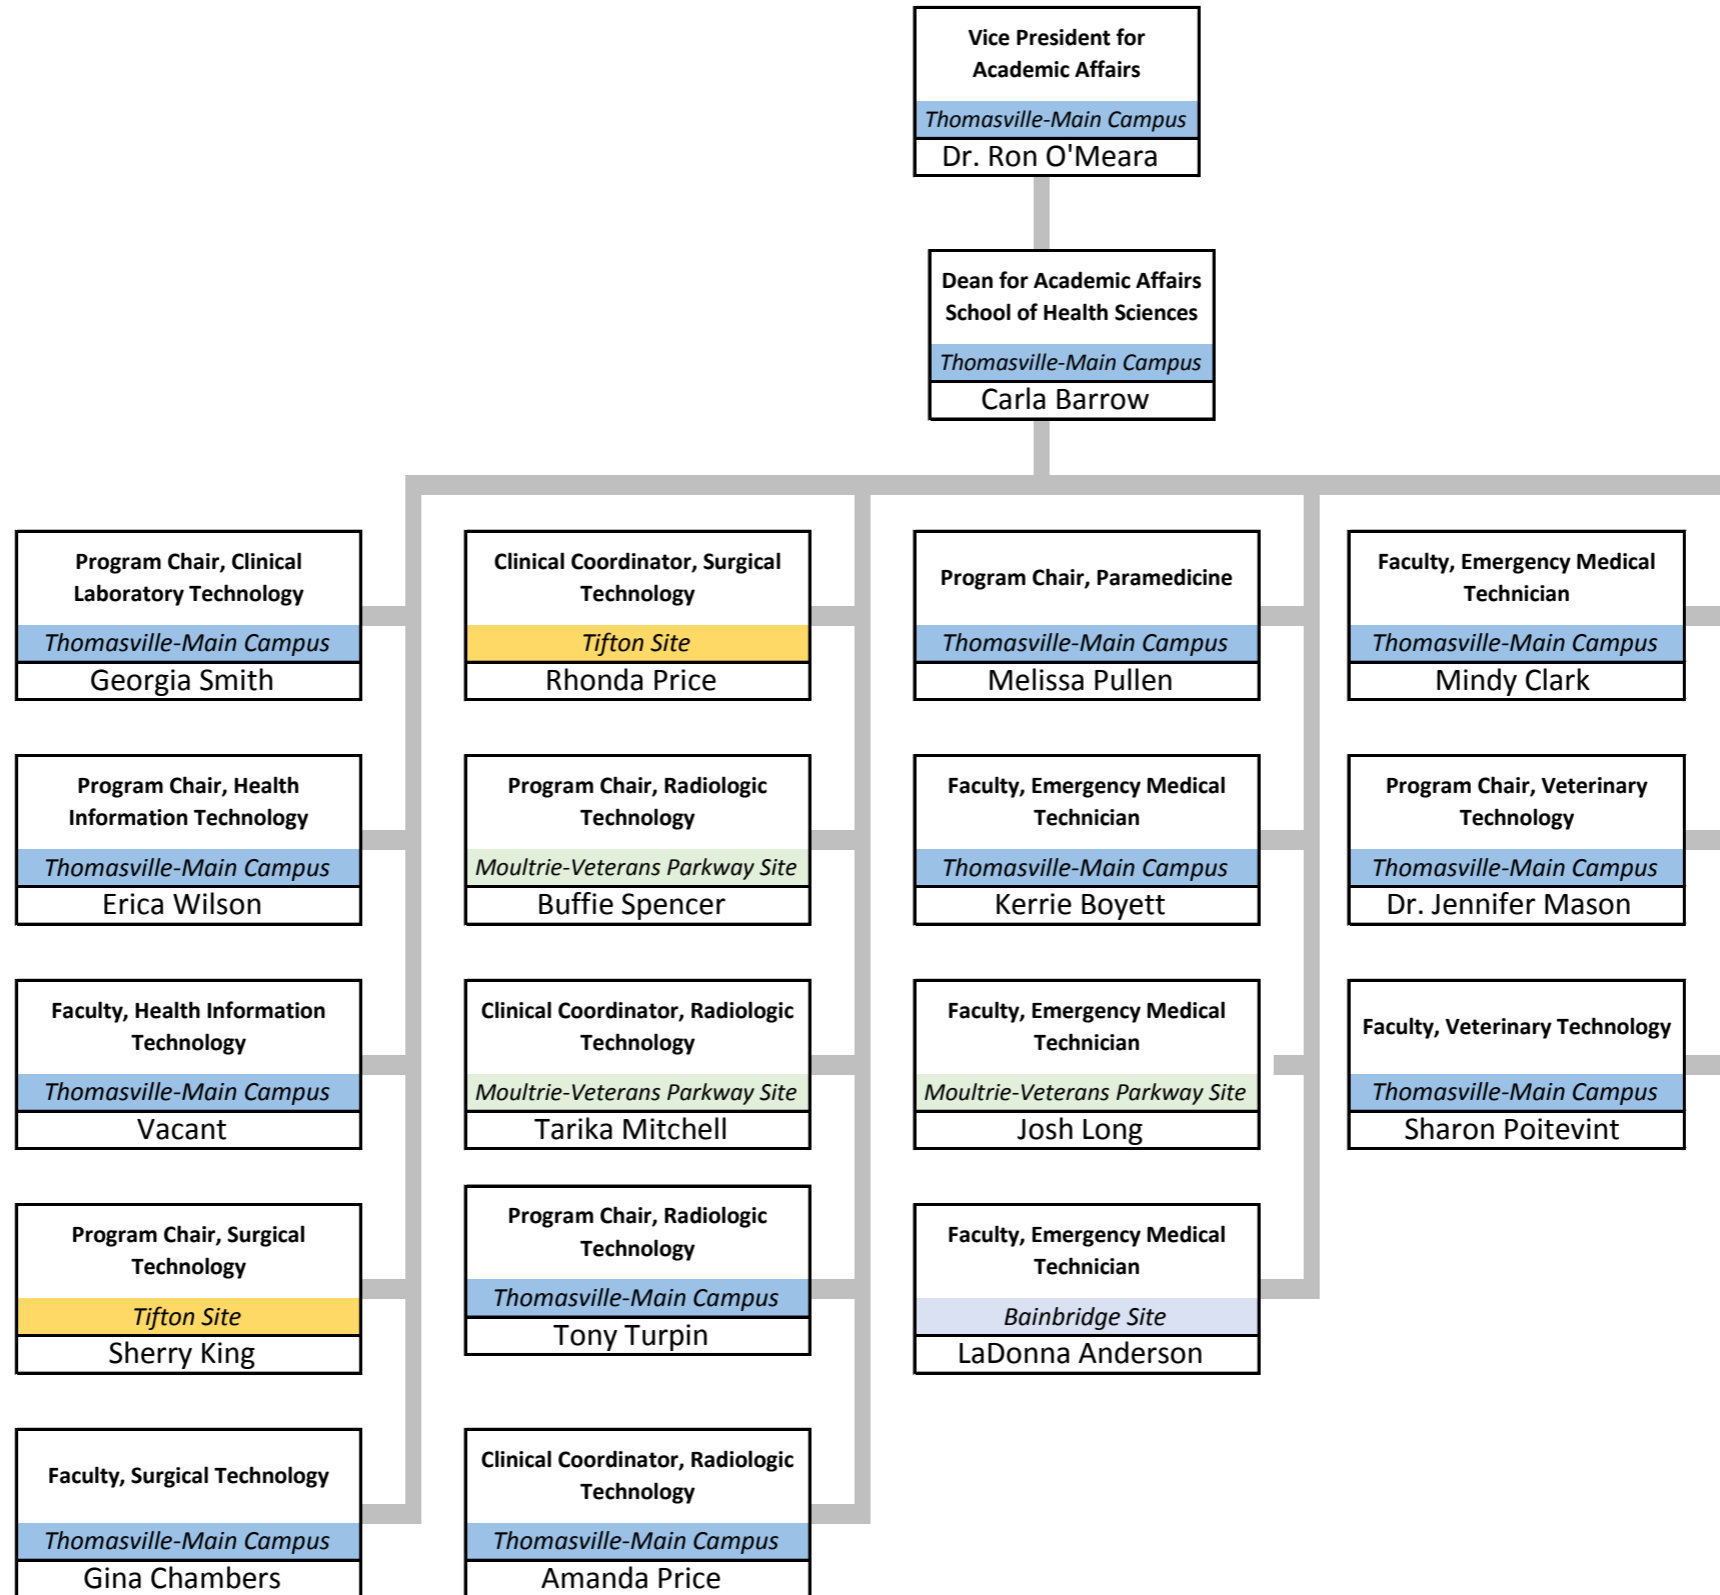 Vice President for
Academic Affairs
Thomasville-Main Campus
Dr. Ron O'Meara
Dean for Academic Affairs
School of Health Sciences
Thomasville-Main Campus
Carla Barrow
Program Chair, Clinical
Laboratory Technology
Thomasville-Main Campus
Georgia Smith
Clinical Coordinator, Surgical
Technology
Tifton Site
Rhonda Price
Program Chair, Paramedicine
Thomasville-Main Campus
Melissa Pullen
Faculty, Emergency Medical
Technician
Thomasville-Main Campus
Mindy Clark
Program Chair, Health
Information Technology
Thomasville-Main Campus
Erica Wilson
Program Chair, Radiologic
Technology
Moultrie-Veterans Parkway Site
Buffie Spencer
Faculty, Emergency Medical
Technician
Thomasville-Main Campus
Kerrie Boyett
Program Chair, Veterinary
Technology
Thomasville-Main Campus
Dr. Jennifer Mason
Faculty, Health Information
Technology
Thomasville-Main Campus
Vacant
Clinical Coordinator, Radiologic
Technology
Moultrie-Veterans Parkway Site
Tarika Mitchell
Faculty, Emergency Medical
Technician
Moultrie-Veterans Parkway Site
Josh Long
Faculty, Veterinary Technology
Thomasville-Main Campus
Sharon Poitevint
Program Chair, Surgical
Technology
Tifton Site
Sherry King
Program Chair, Radiologic
Technology
Thomasville-Main Campus
Tony Turpin
Faculty, Emergency Medical
Technician
Bainbridge Site
LaDonna Anderson
Faculty, Surgical Technology
Thomasville-Main Campus
Gina Chambers
Clinical Coordinator, Radiologic
Technology
Thomasville-Main Campus
Amanda Price